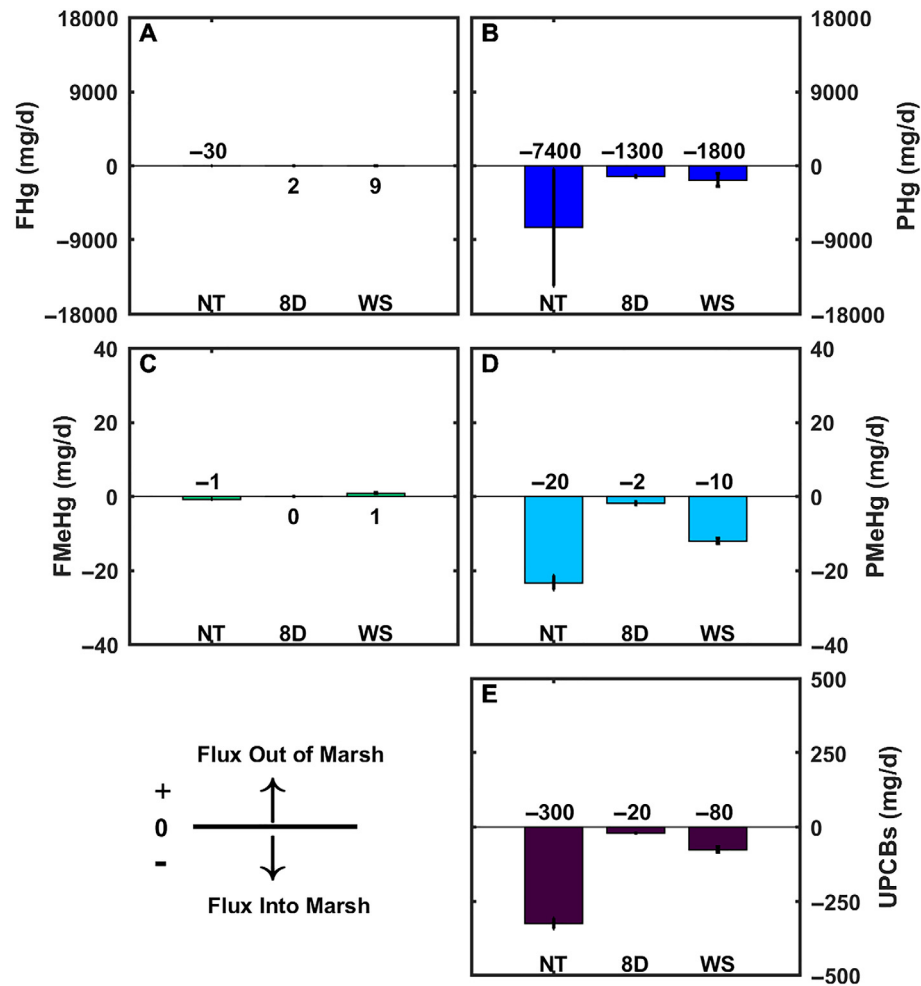 A
B
18000
9000
0
–9000
–18000
FHg (mg/d)
–30
2
9
NT 8D WS
–7400 –1300 –1800
NT 8D WS
18000
9000
0
–9000
–18000
PHg (mg/d)
C
D
40
20
0
–20
–40
FMeHg (mg/d)
–1
0
1
NT 8D WS
–20 –2 –10
NT 8D WS
40
20
0
–20
–40
PMeHg (mg/d)
Flux Out of Marsh
+
0
-
Flux Into Marsh
E
–300 –20 –80
NT 8D WS
500
250
0
–250
–500
UPCBs (mg/d)